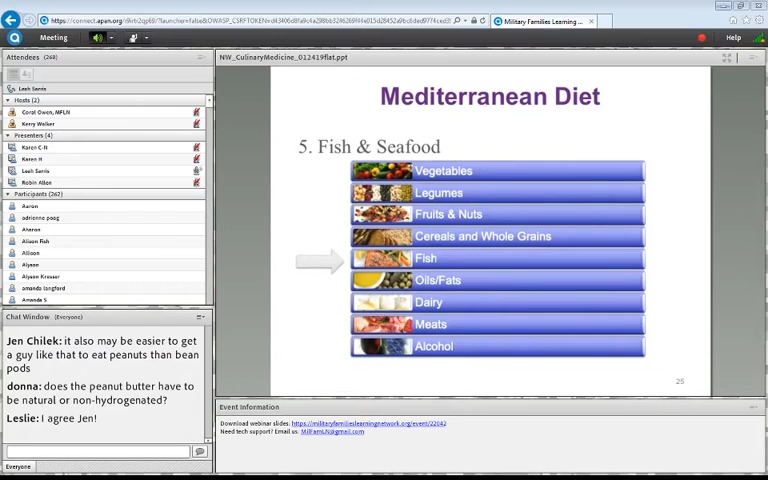 Military Families Learning ...
Meeting
Help
Attendees (268)
NW_CulinaryMedicine_012419flat.ppt
Leah Sarris
Hosts (2)
Coral Owen, MFLN
Kerry Walker
Presenters (4)
Karen C-N
Karen H
Leah Sarris
Robin Allen
Participants (262)
Aaron
adrienne poag
Aharon
Alison Fish
Allison
Alyson
Alyson Kresser
amanda langford
Amanda S
Mediterranean Diet
5. Fish & Seafood
Vegetables
Legumes
Fruits & Nuts
Cereals and Whole Grains
Fish
Oils/Fats
Dairy
Meats
Alcohol
25
Chat Window (Everyone)
Jen Chilek: it also may be easier to get
a guy like that to eat peanuts than bean
pods
donna: does the peanut butter have to
be natural or non-hydrogenated?
Leslie: I agree Jen!
Everyone
Event Information
Download webinar slides: https://militaryfamilieslearningnetwork.org/event/22042
Need tech support? Email us: MilFamLN@gmail.com